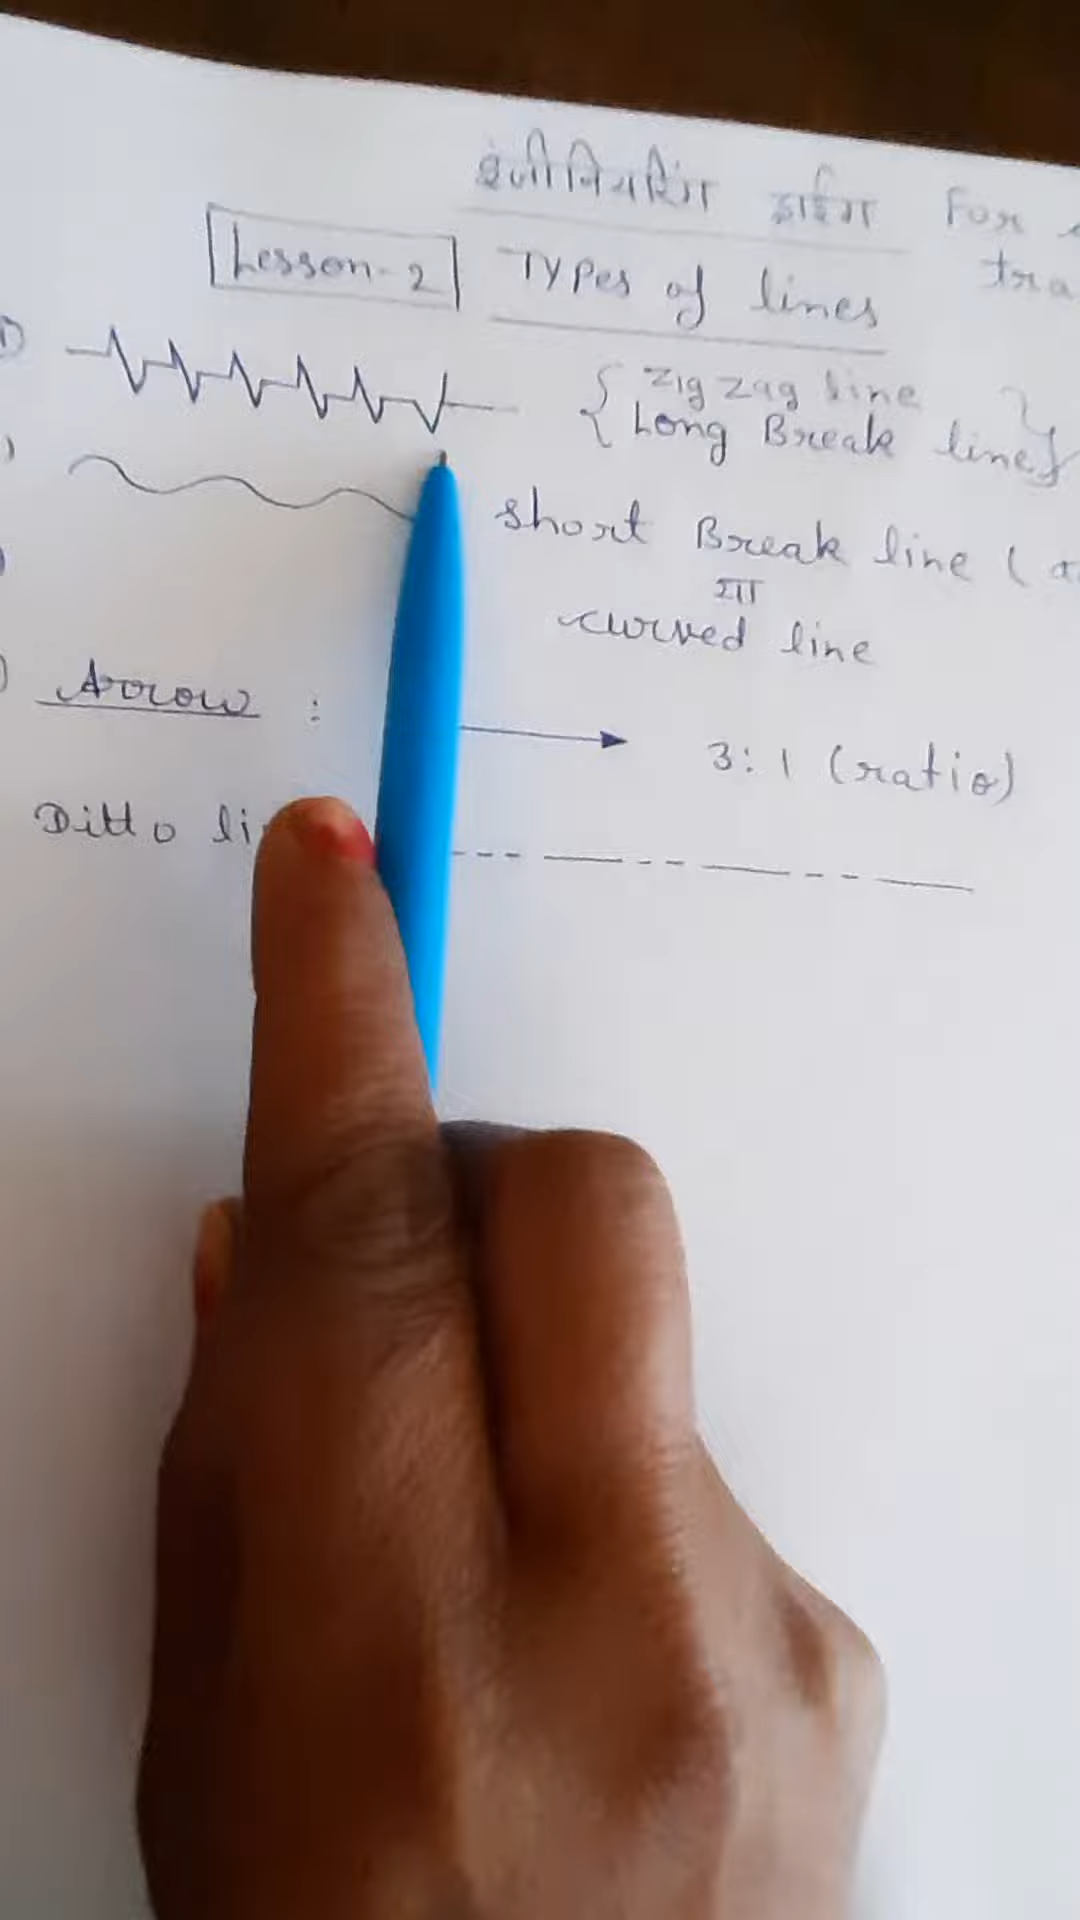 इंजीनियरिंग ड्राईंग For
Lesson-2 Types of lines
Zig zag line
Long Break line
short Break line (
या
curved line
Arrow : 3:1 (ratio)
Ditto